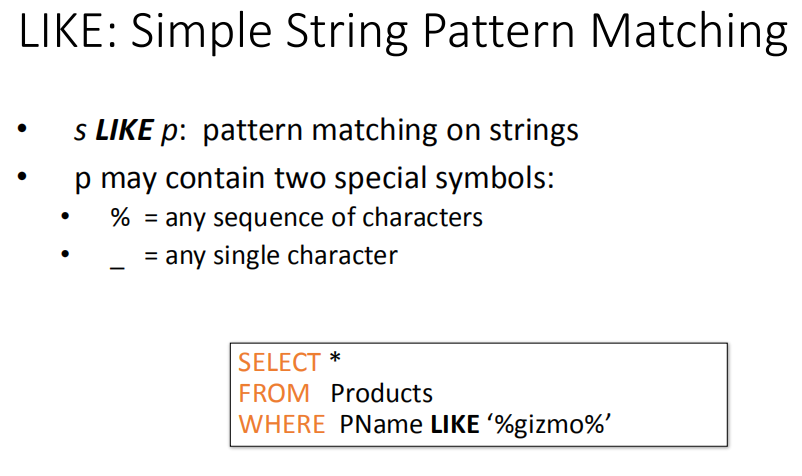 LIKE: Simple String Pattern Matching
• s LIKE p: pattern matching on strings
• p may contain two special symbols:
• % = any sequence of characters
• _ = any single character
SELECT *
FROM Products
WHERE PName LIKE ‘%gizmo%’